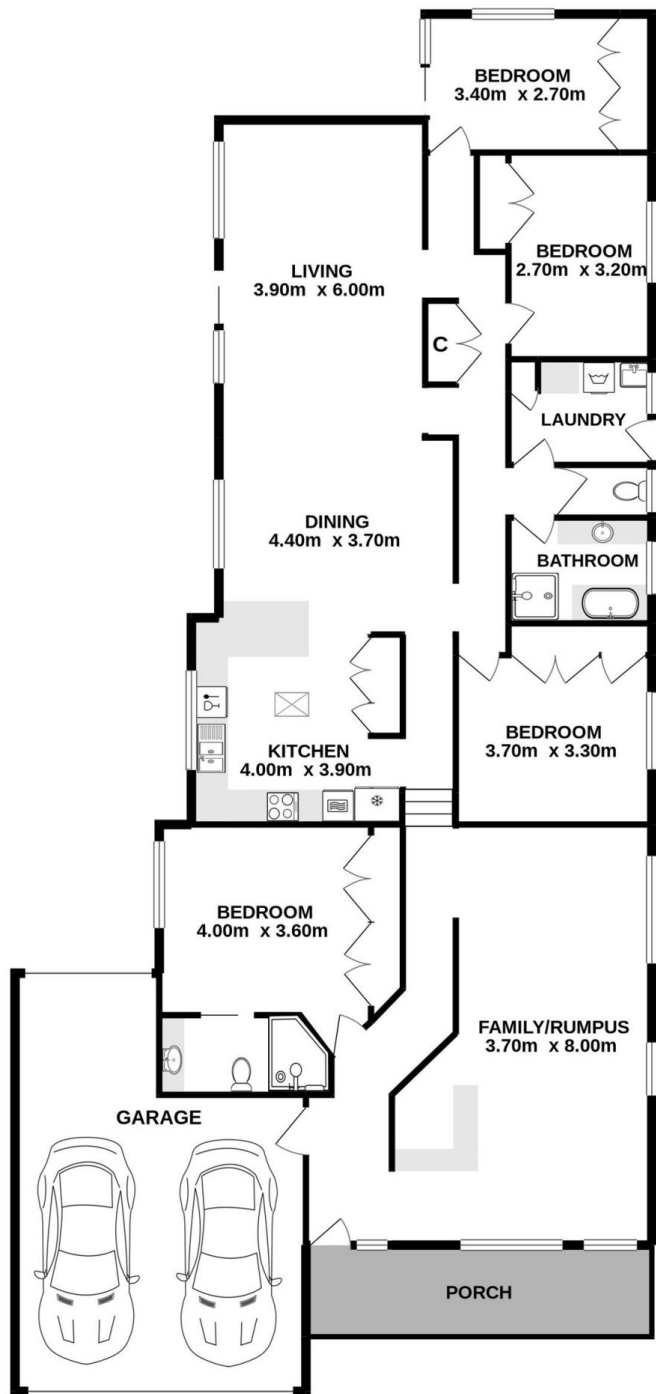 BEDROOM
3.40m x 2.70m
BEDROOM
2.70m x 3.20m
LIVING
3.90m x 6.00m
C
LAUNDRY
DINING
4.40m x 3.70m
BATHROOM
BEDROOM
3.70m x 3.30m
KITCHEN
4.00m x 3.90m
BEDROOM
4.00m x 3.60m
FAMILY/RUMPUS
3.70m x 8.00m
GARAGE
PORCH